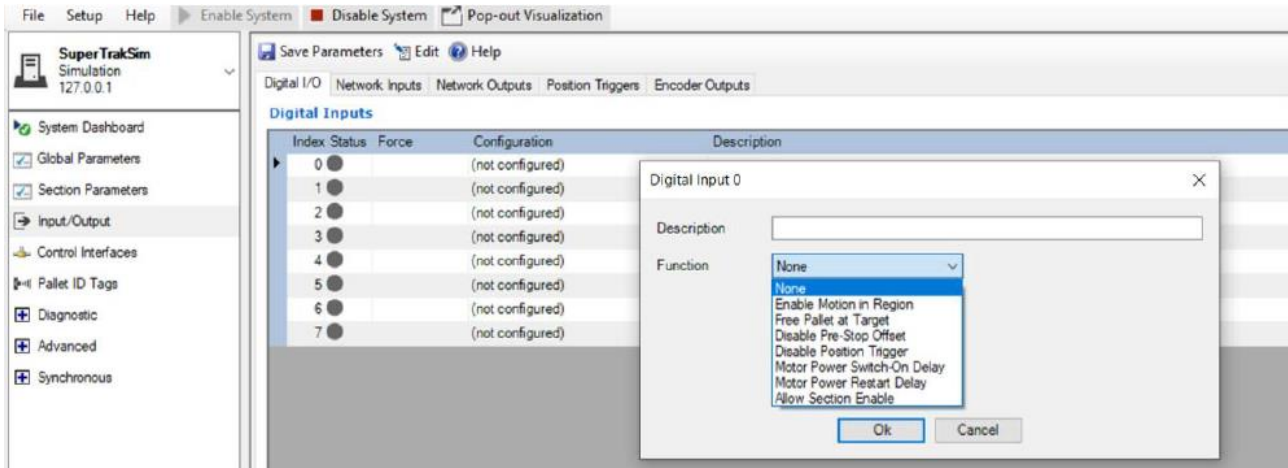 File Setup Help Enable System Disable System Pop-out Visualization
SuperTrakSim
Simulation
127.0.0.1
System Dashboard
Global Parameters
Section Parameters
Input/Output
Control Interfaces
Pallet ID Tags
Diagnostic
Advanced
Synchronous
Save Parameters Edit Help
Digital I/O Network Inputs Network Outputs Position Triggers Encoder Outputs
Digital Inputs
Index Status Force Configuration Description
0 (not configured)
1 (not configured)
2 (not configured)
3 (not configured)
4 (not configured)
5 (not configured)
6 (not configured)
7 (not configured)
Digital Input 0
Description
Function None
None
Enable Motion in Region
Free Pallet at Target
Disable Pre-Stop Offset
Disable Position Trigger
Motor Power Switch-On Delay
Motor Power Restart Delay
Allow Section Enable
Ok Cancel